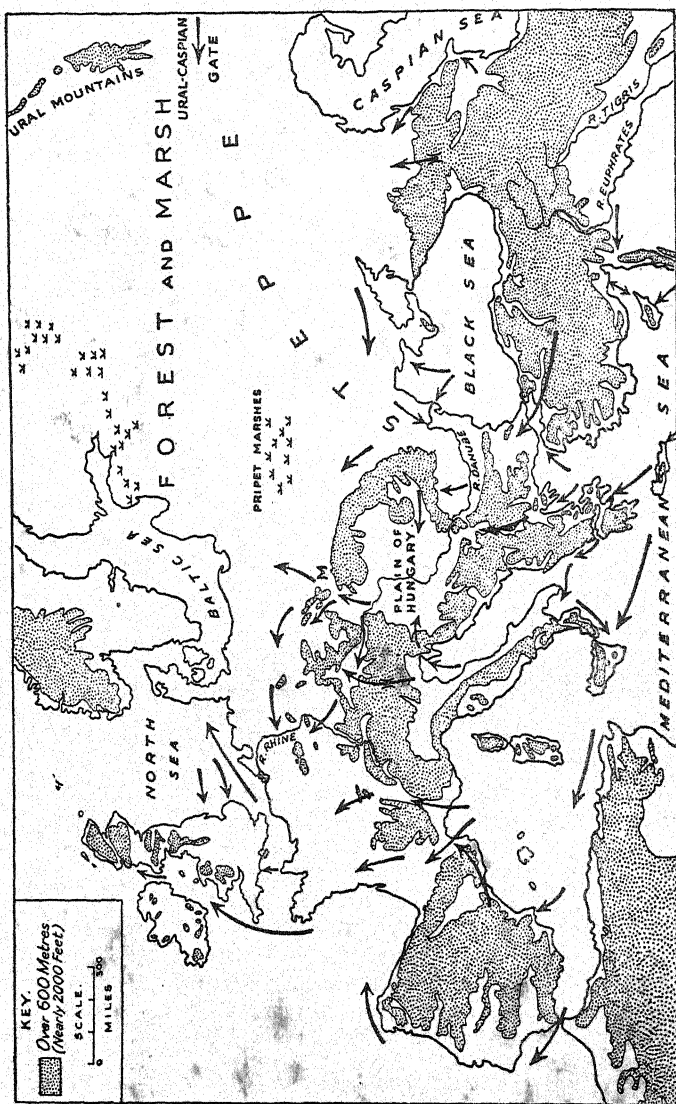 KEY.
Over 600 Metres
(Nearly 2000 Feet)
SCALE.
0 300
MILES
NORTH
SEA
BALTIC SEA
FOREST AND MARSH
URAL MOUNTAINS
URAL-CASPIAN
GATE
PRIPET MARSHES
STEPPE
R. RHINE
M
PLAIN OF
HUNGARY
R. DANUBE
BLACK SEA
CASPIAN SEA
R. TIGRIS
R. EUPHRATES
MEDITERRANEAN SEA